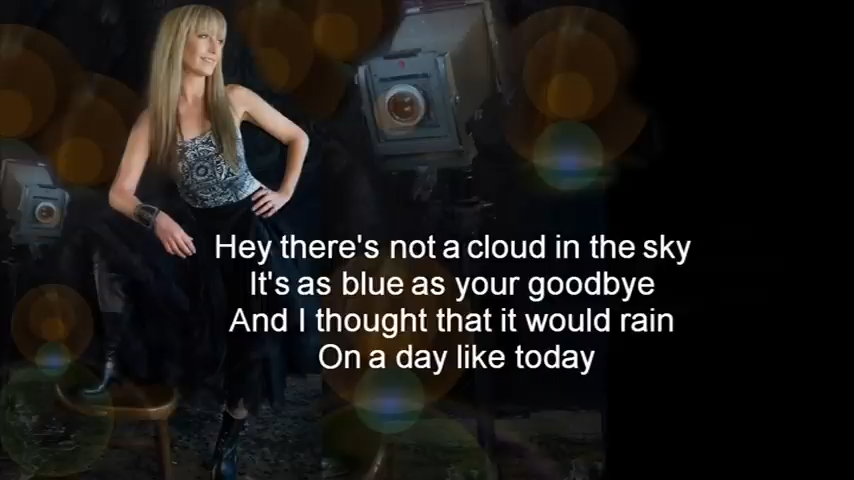 Hey there's not a cloud in the sky
It's as blue as your goodbye
And I thought that it would rain
On a day like today